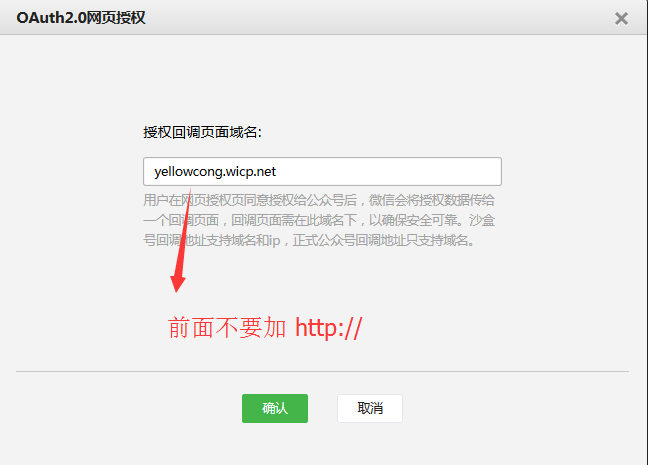 OAuth2.0网页授权
授权回调页面域名:
yellowcong.wicp.net
用户在网页授权页同意授权给公众号后，微信会将授权数据传给
一个回调页面，回调页面需在此域名下，以确保安全可靠。沙盒
号回调地址支持域名和ip，正式公众号回调地址只支持域名。
前面不要加 http://
确认
取消